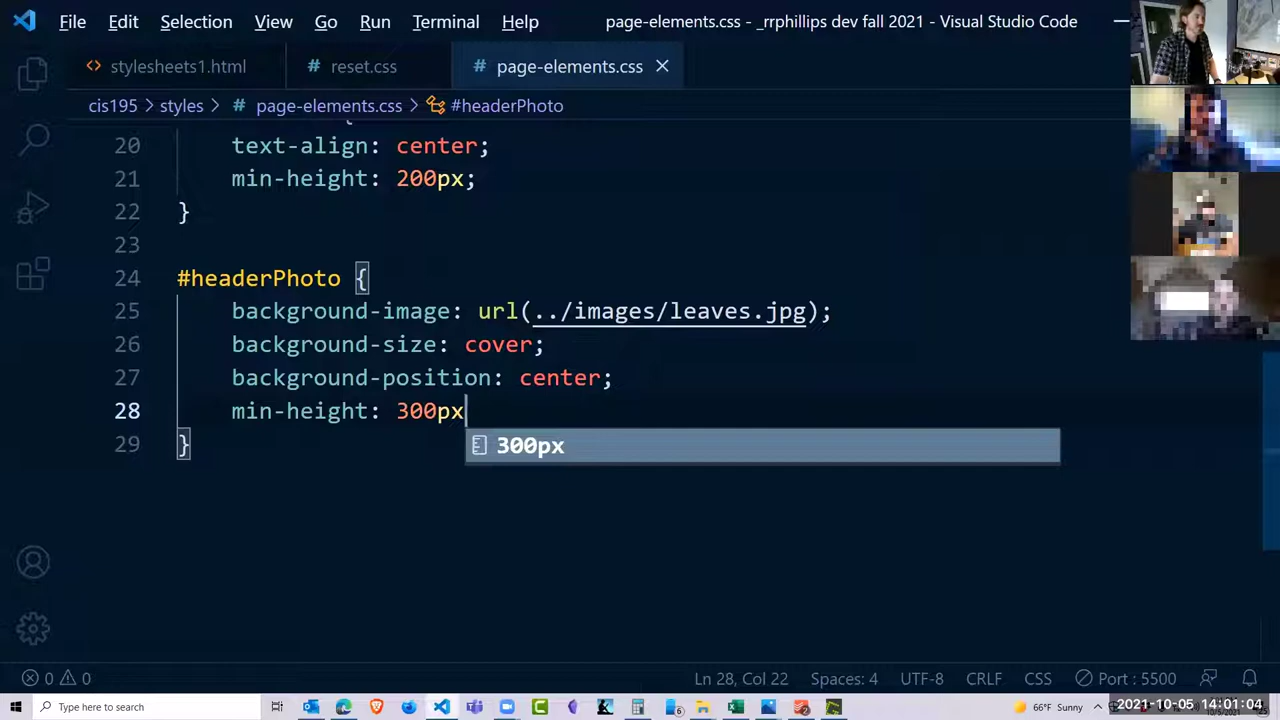 File Edit Selection View Go Run Terminal Help page-elements.css - _rrphillips dev fall 2021 - Visual Studio Code
<> stylesheets1.html # reset.css # page-elements.css
cis195 > styles > # page-elements.css > #headerPhoto
20 text-align: center;
21 min-height: 200px;
22 }
23
24 #headerPhoto {
25 background-image: url(../images/leaves.jpg);
26 background-size: cover;
27 background-position: center;
28 min-height: 300px
300px
29 }
0 0 Ln 28, Col 22 Spaces: 4 UTF-8 CRLF CSS Port : 5500
Type here to search 66°F Sunny 2021-10-05 14:01:04